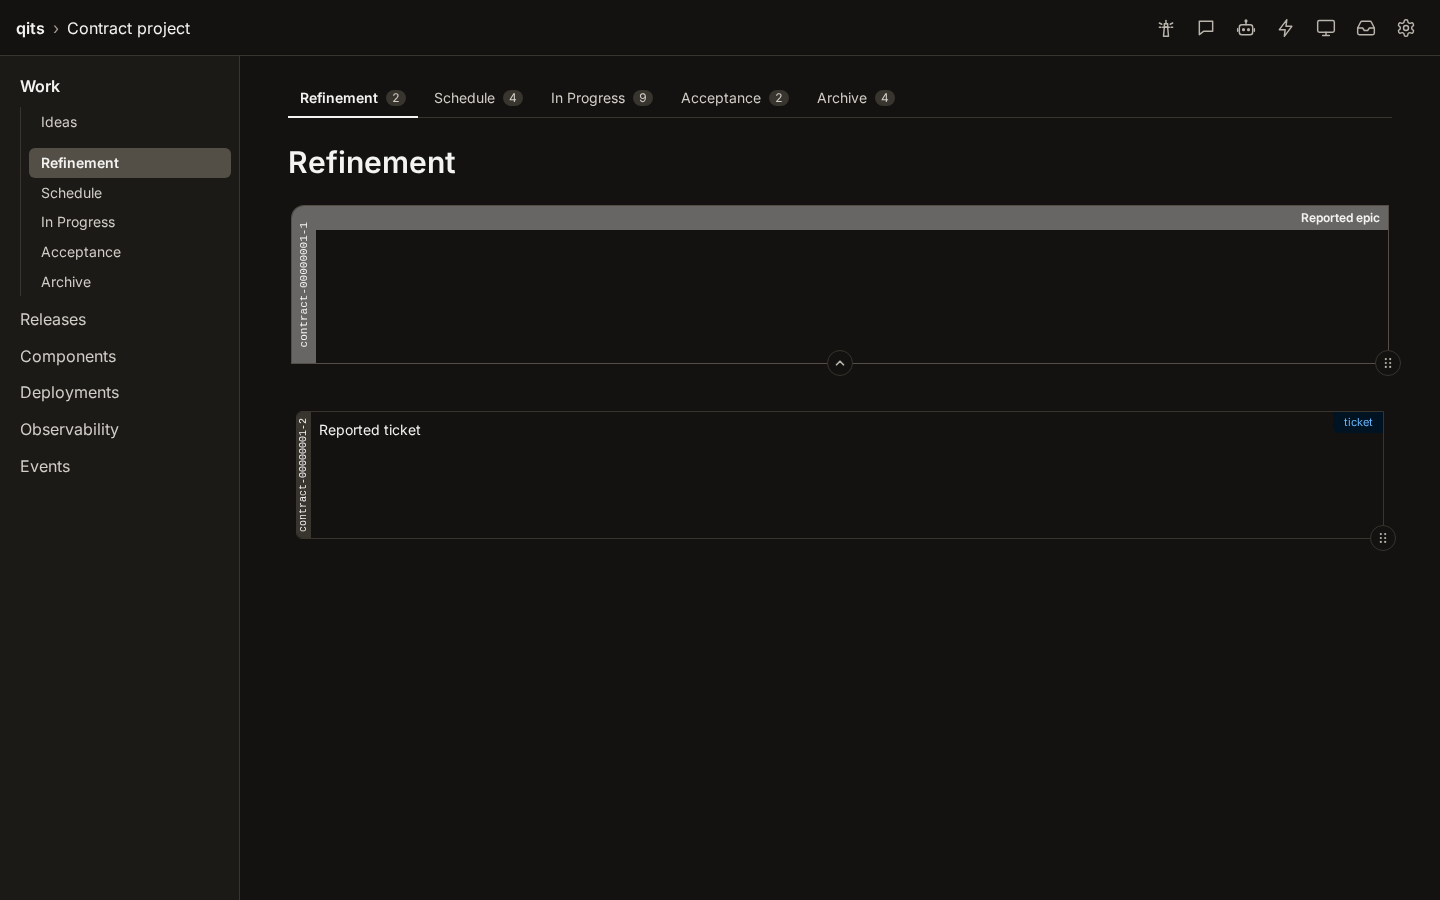 qits › Contract project
Work
Ideas
Refinement
Schedule
In Progress
Acceptance
Archive
Releases
Components
Deployments
Observability
Events
Refinement 2 Schedule 4 In Progress 9 Acceptance 2 Archive 4
Refinement
Reported epic
contract-00000001-1
contract-00000001-2
Reported ticket
ticket